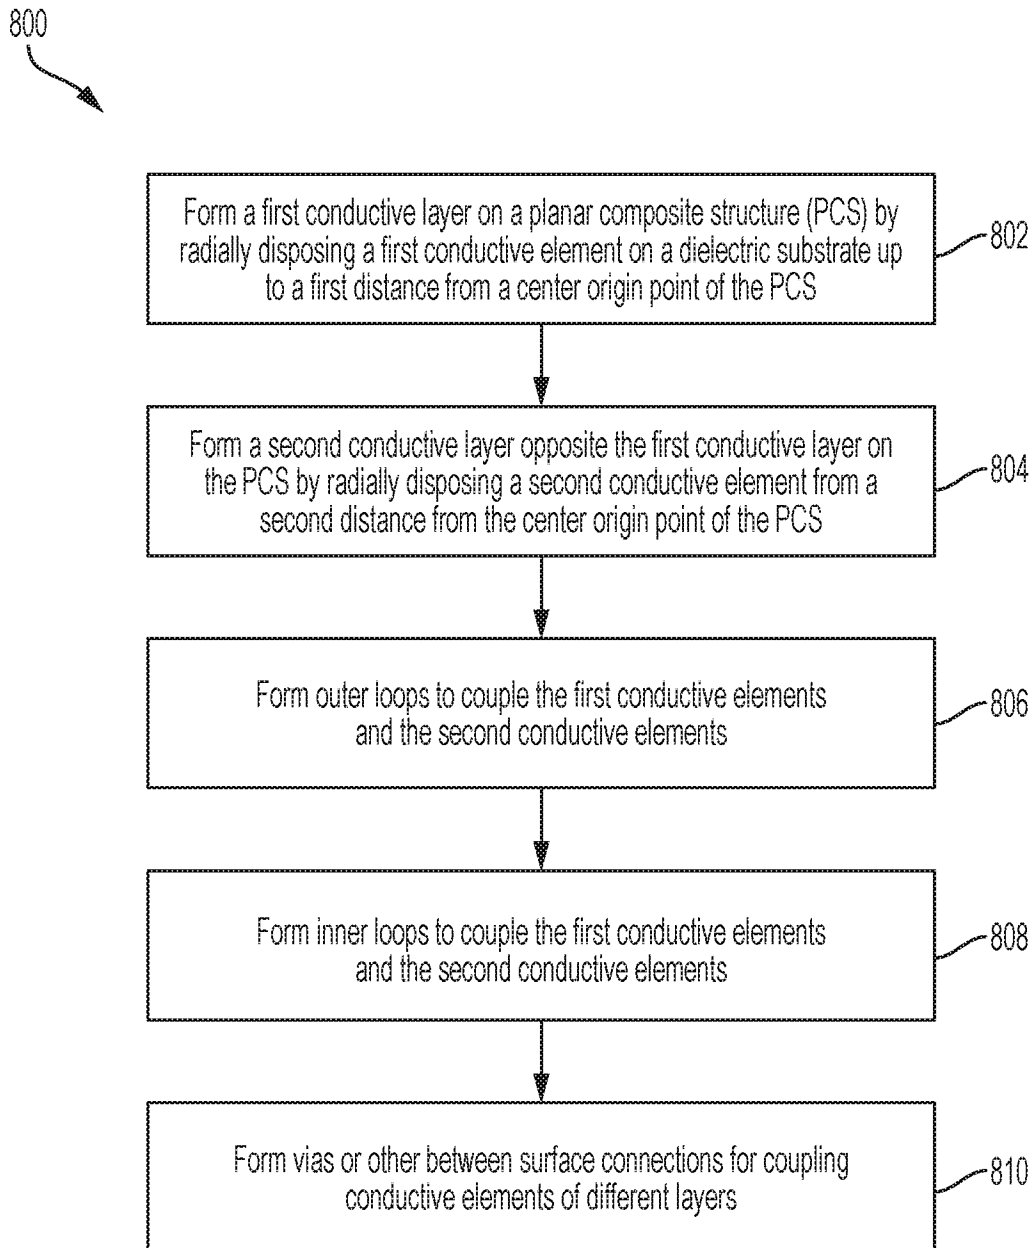 800
Form a first conductive layer on a planar composite structure (PCS) by
radially disposing a first conductive element on a dielectric substrate up
to a first distance from a center origin point of the PCS
802
Form a second conductive layer opposite the first conductive layer on
the PCS by radially disposing a second conductive element from a
second distance from the center origin point of the PCS
804
Form outer loops to couple the first conductive elements
and the second conductive elements
806
Form inner loops to couple the first conductive elements
and the second conductive elements
808
Form vias or other between surface connections for coupling
conductive elements of different layers
810